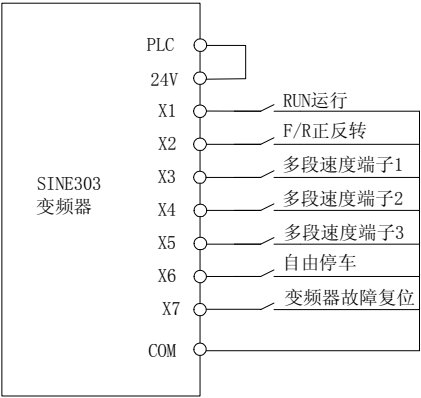 PLC
24V
X1 RUN运行
X2 F/R正反转
X3 多段速度端子1
SINE303
变频器
X4 多段速度端子2
X5 多段速度端子3
X6 自由停车
X7 变频器故障复位
COM